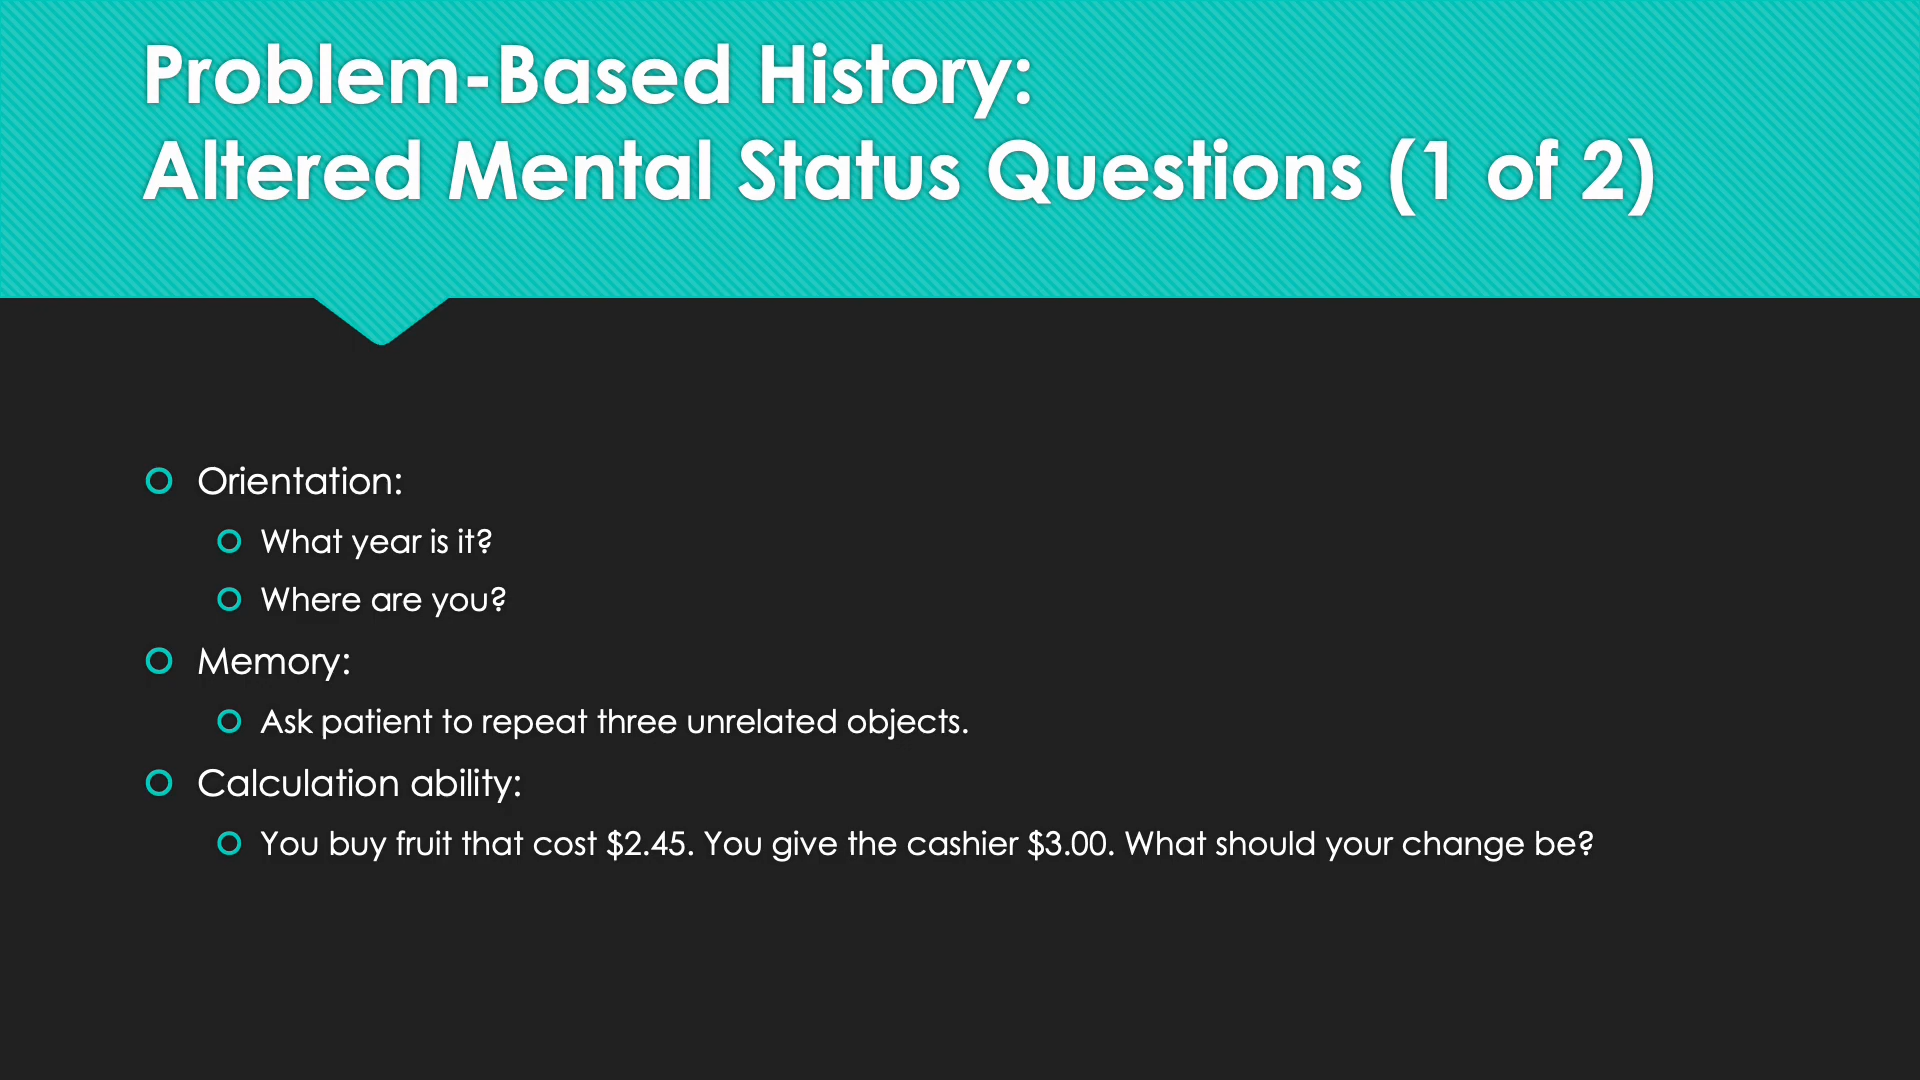 Problem-Based History:
Altered Mental Status Questions (1 of 2)
Orientation:
What year is it?
Where are you?
Memory:
Ask patient to repeat three unrelated objects.
Calculation ability:
You buy fruit that cost $2.45. You give the cashier $3.00. What should your change be?